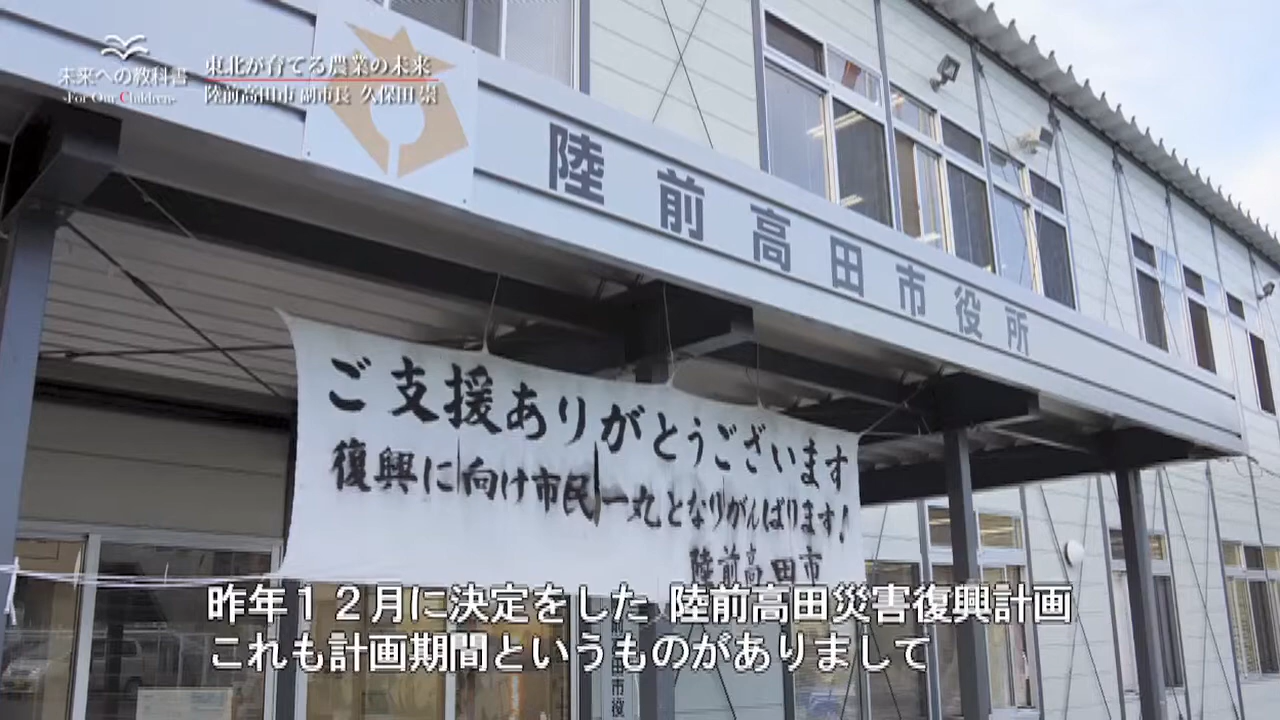 未来への教科書
-For Our Children-
東北が育てる農業の未来
陸前高田市 副市長 久保田 崇
陸前高田市役所
ご支援ありがとうございます
復興に向け市民一丸となりがんばります!
陸前高田市
昨年１２月に決定をした 陸前高田災害復興計画
これも計画期間というものがありまして
田市役